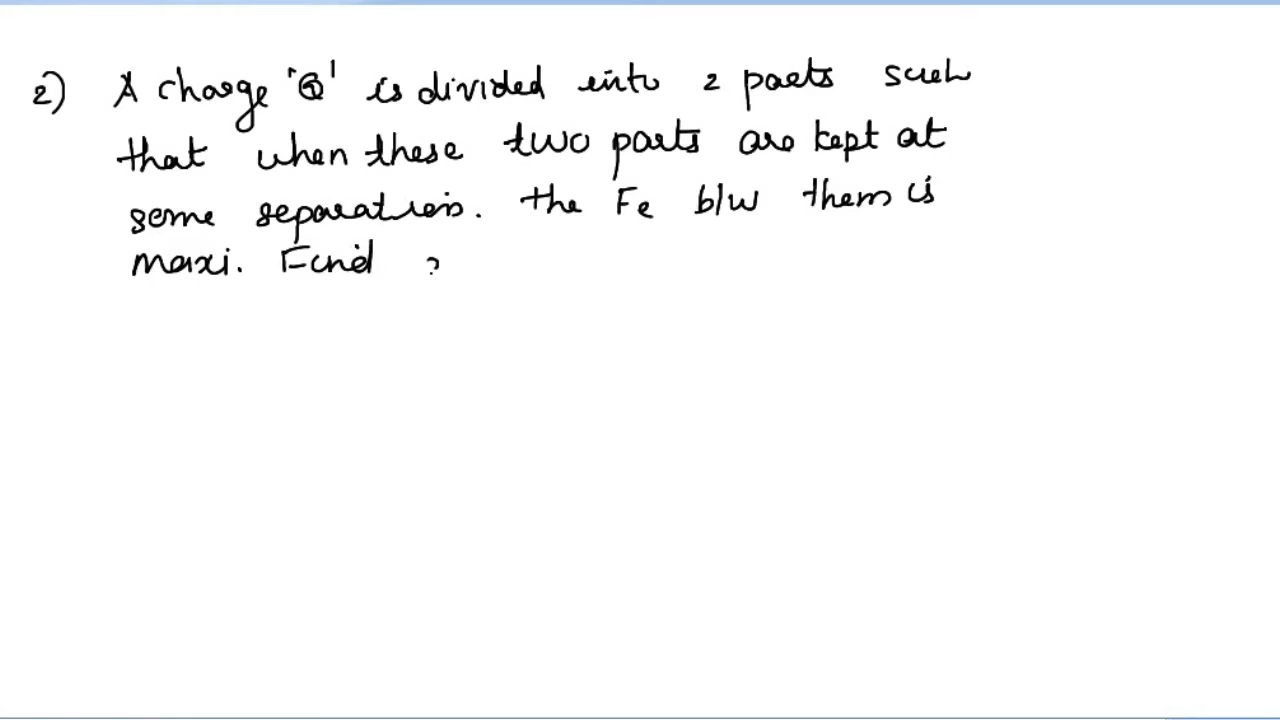 2) A charge 'Q' is divided into 2 parts such
that when these two parts are kept at
some separation. the Fe b/w them is
maxi. Find ?